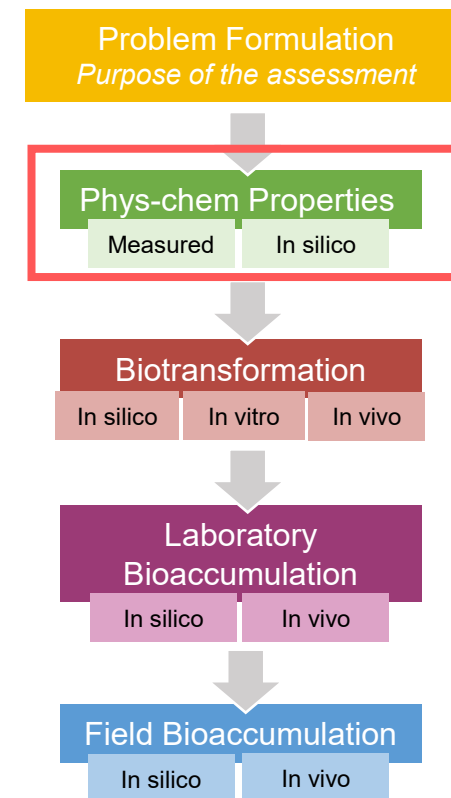 Problem Formulation
Purpose of the assessment
Phys-chem Properties
Measured In silico
Biotransformation
In silico In vitro In vivo
Laboratory
Bioaccumulation
In silico In vivo
Field Bioaccumulation
In silico In vivo